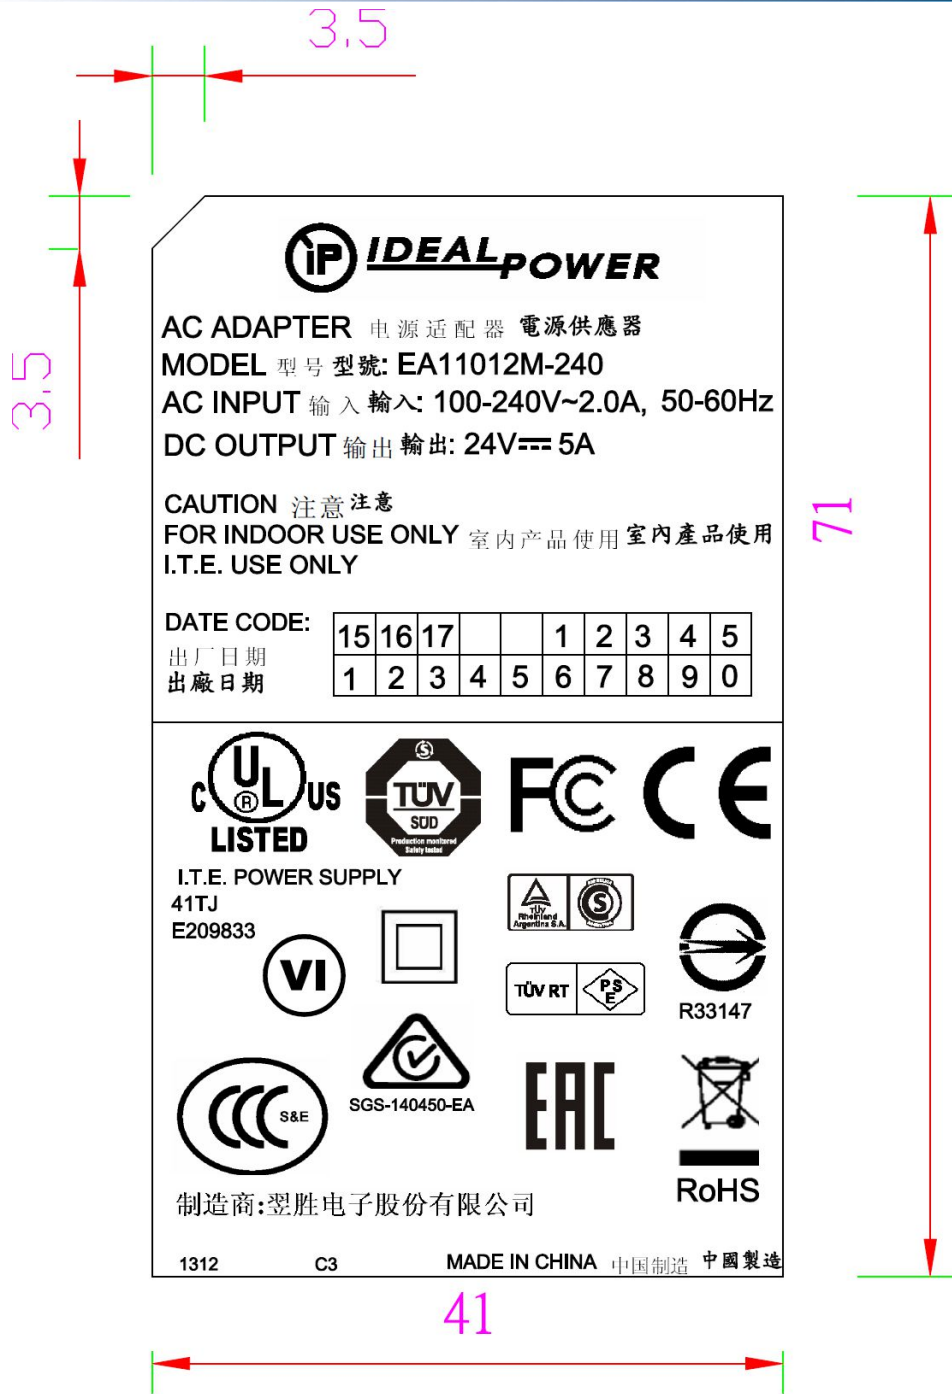 3.5
3.5
iP IDEAL POWER
AC ADAPTER 电源适配器 電源供應器
MODEL 型号 型號: EA11012M-240
AC INPUT 输入 輸入: 100-240V~2.0A, 50-60Hz
DC OUTPUT 输出 輸出: 24V⎓ 5A
71
CAUTION 注意 注意
FOR INDOOR USE ONLY 室内产品使用 室內產品使用
I.T.E. USE ONLY
DATE CODE:
出厂日期
出廠日期
15 16 17 1 2 3 4 5
1 2 3 4 5 6 7 8 9 0
C UL ® US
LISTED
S
TÜV
SÜD
Production monitored
Safety tested
FC CE
I.T.E. POWER SUPPLY
41TJ
E209833
TÜV
Rheinland
Argentina S.A.
S
VI
TÜV RT PSE
R33147
SGS-140450-EA
CCC S&E
EAC
RoHS
制造商:翌胜电子股份有限公司
1312 C3 MADE IN CHINA 中国制造 中國製造
41